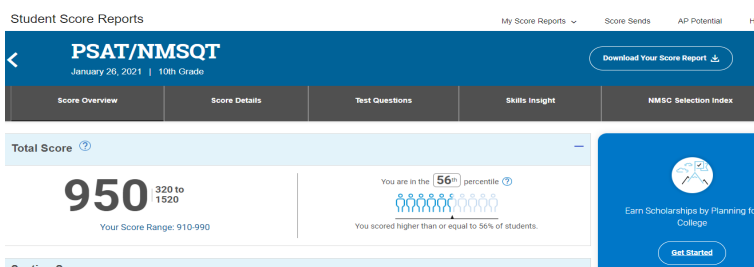 Student Score Reports
My Score Reports
Score Sends
AP Potential
PSAT/NMSQT
January 26, 2021 | 10th Grade
Download Your Score Report
Score Overview
Score Details
Test Questions
Skills Insight
NMSC Selection Index
Total Score ?
950 320 to 1520
Your Score Range: 910-990
You are in the 56th percentile ?
You scored higher than or equal to 56% of students.
Earn Scholarships by Planning fo
College
Get Started